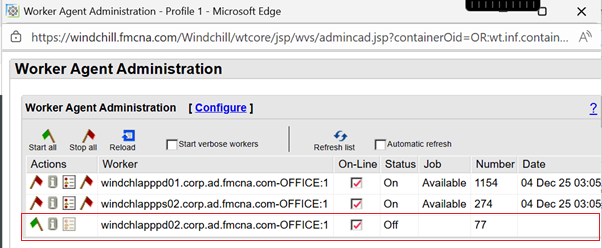 Worker Agent Administration - Profile 1 - Microsoft Edge
https://windchill.fmcna.com/Windchill/wtcore/jsp/wvs/admincad.jsp?containerOid=OR:wt.inf.contain...
Worker Agent Administration
Worker Agent Administration [ Configure ] ?
Start all Stop all Reload Start verbose workers Refresh list Automatic refresh
Actions Worker On-Line Status Job Number Date
windchlapppd01.corp.ad.fmcna.com-OFFICE:1 On Available 1154 04 Dec 25 03:05
windchlappps02.corp.ad.fmcna.com-OFFICE:1 On Available 274 04 Dec 25 03:05
windchlapppd02.corp.ad.fmcna.com-OFFICE:1 Off 77